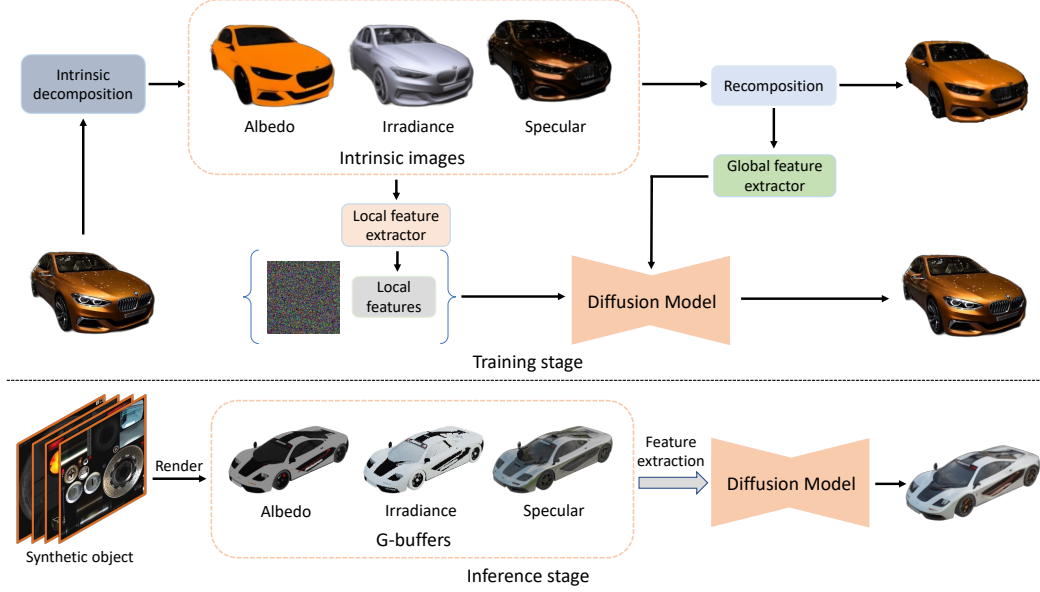 Intrinsic
decomposition
Albedo
Irradiance
Specular
Intrinsic images
Recomposition
Global feature
extractor
Local feature
extractor
Local
features
Diffusion Model
Training stage
Synthetic object
Render
Albedo
Irradiance
Specular
G-buffers
Feature
extraction
Diffusion Model
Inference stage